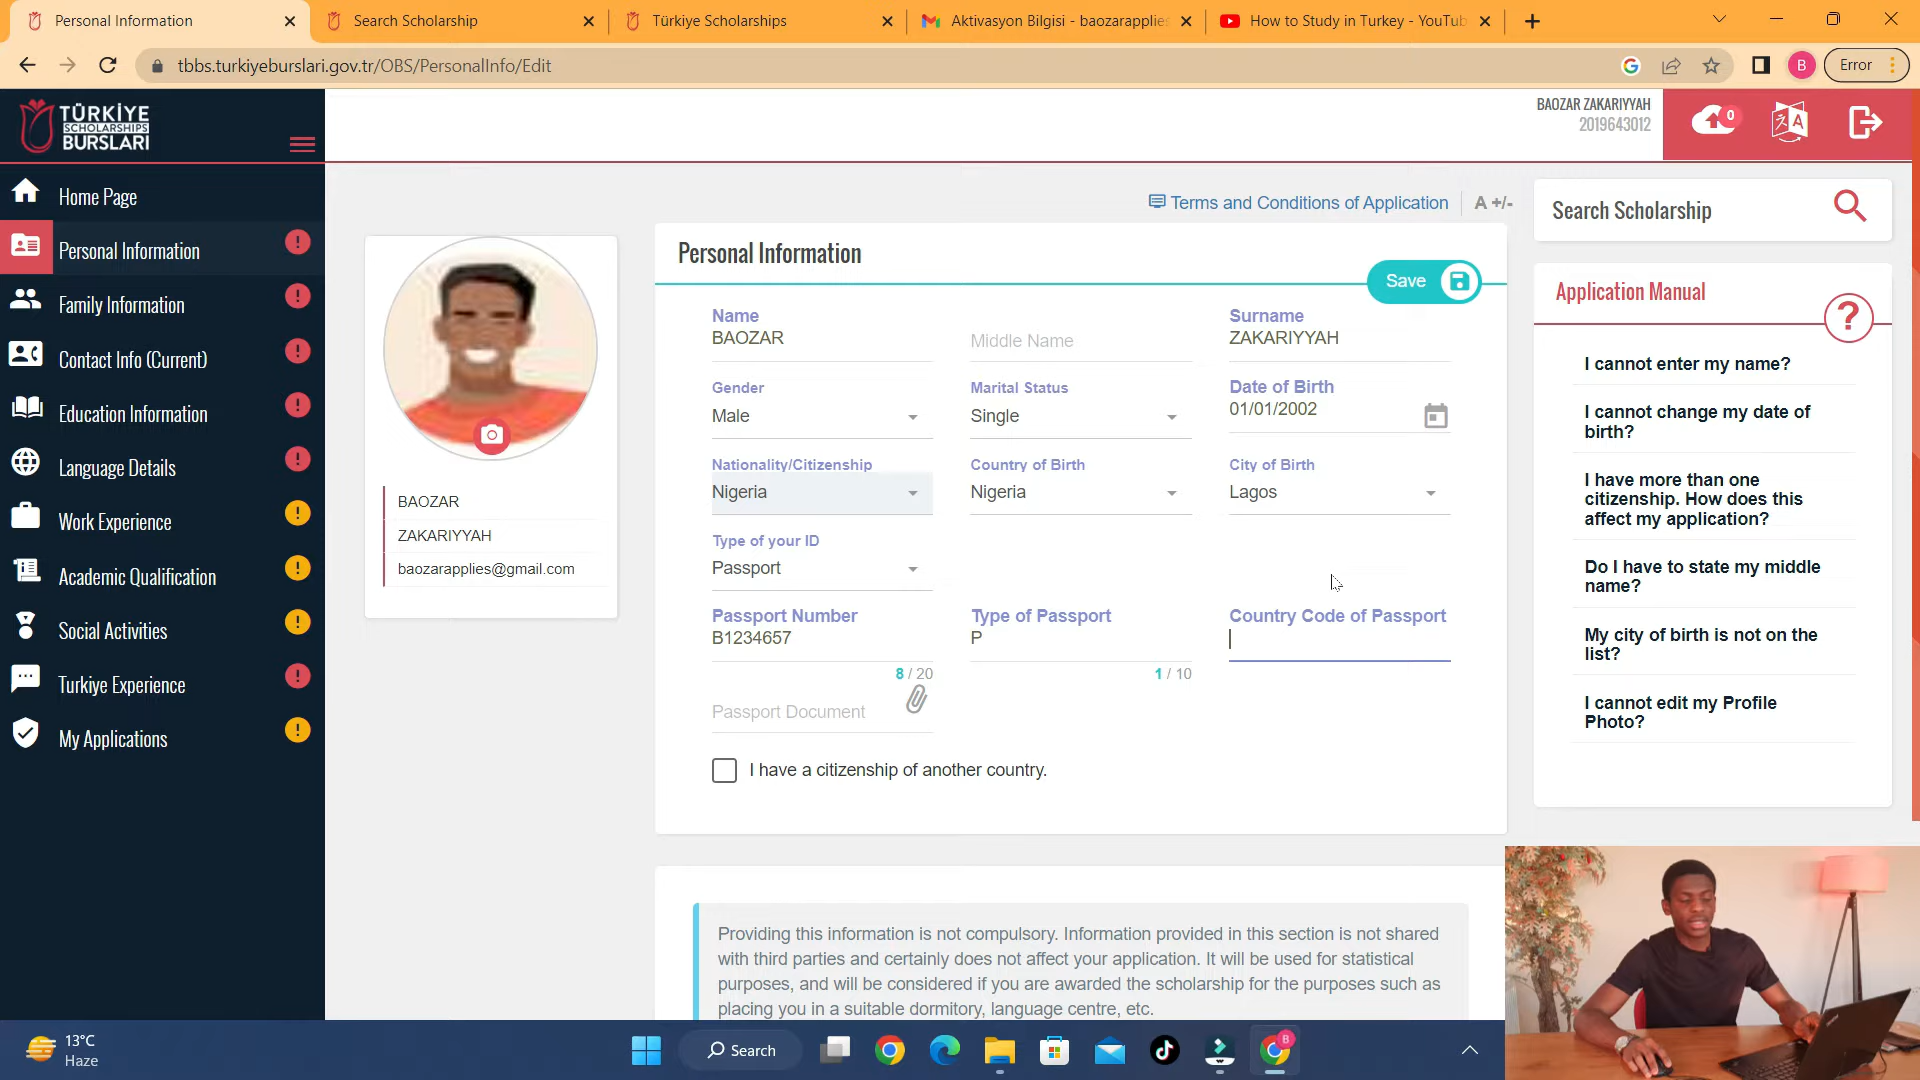 Personal Information
Search Scholarship
Türkiye Scholarships
Aktivasyon Bilgisi - baozarapplies
How to Study in Turkey - YouTub
tbbs.turkiyeburslari.gov.tr/OBS/PersonalInfo/Edit
B
Error
TÜRKİYE
SCHOLARSHIPS
BURSLARI
BAOZAR ZAKARIYYAH
2019643012
0
A
Home Page
Personal Information
Family Information
Contact Info (Current)
Education Information
Language Details
Work Experience
Academic Qualification
Social Activities
Turkiye Experience
My Applications
BAOZAR
ZAKARIYYAH
baozarapplies@gmail.com
Terms and Conditions of Application
A +/-
Personal Information
Save
Name
BAOZAR
Middle Name
Surname
ZAKARIYYAH
Gender
Male
Marital Status
Single
Date of Birth
01/01/2002
Nationality/Citizenship
Nigeria
Country of Birth
Nigeria
City of Birth
Lagos
Type of your ID
Passport
Passport Number
B1234657
8 / 20
Type of Passport
P
1 / 10
Country Code of Passport
Passport Document
I have a citizenship of another country.
Providing this information is not compulsory. Information provided in this section is not shared
with third parties and certainly does not affect your application. It will be used for statistical
purposes, and will be considered if you are awarded the scholarship for the purposes such as
placing you in a suitable dormitory, language centre, etc.
Search Scholarship
Application Manual
?
I cannot enter my name?
I cannot change my date of
birth?
I have more than one
citizenship. How does this
affect my application?
Do I have to state my middle
name?
My city of birth is not on the
list?
I cannot edit my Profile
Photo?
13°C
Haze
Search
B